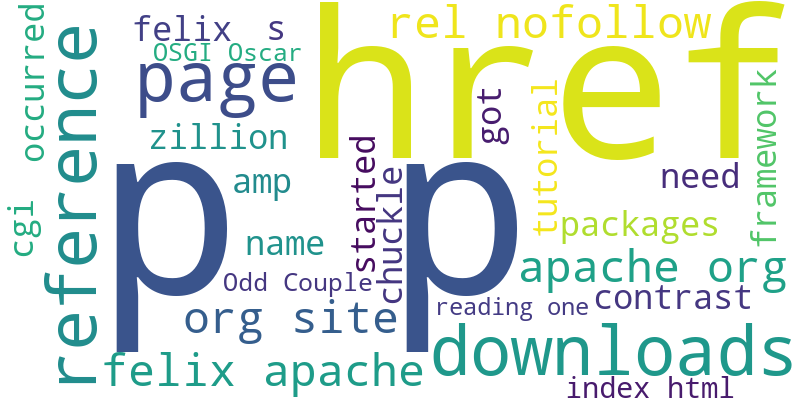 occurred
felix s
rel nofollow
href
OSGI Oscar
page
reference
zillion
got
tutorial
framework
amp
started
chuckle
need
p p
cgi
name
packages
Odd Couple
apache org
org site
reading one
contrast
felix apache
downloads
index html